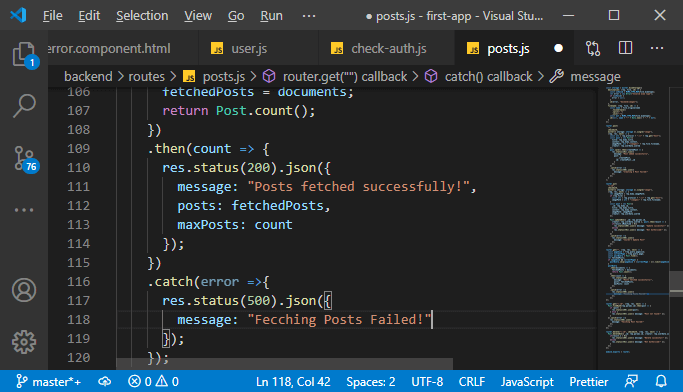 File Edit Selection View Go Run ··· posts.js - first-app - Visual Stu...
error.component.html JS user.js JS check-auth.js JS posts.js ● ···
backend > routes > JS posts.js > router.get("") callback > catch() callback > message
106 fetchedPosts = documents;
107 return Post.count();
108 })
109 .then(count => {
110 res.status(200).json({
111 message: "Posts fetched successfully!",
112 posts: fetchedPosts,
113 maxPosts: count
114 });
115 })
116 .catch(error =>{
117 res.status(500).json({
118 message: "Fecching Posts Failed!"
119 });
120 });
1
76
master*+ 0 0 Ln 118, Col 42 Spaces: 2 UTF-8 CRLF JavaScript Prettier